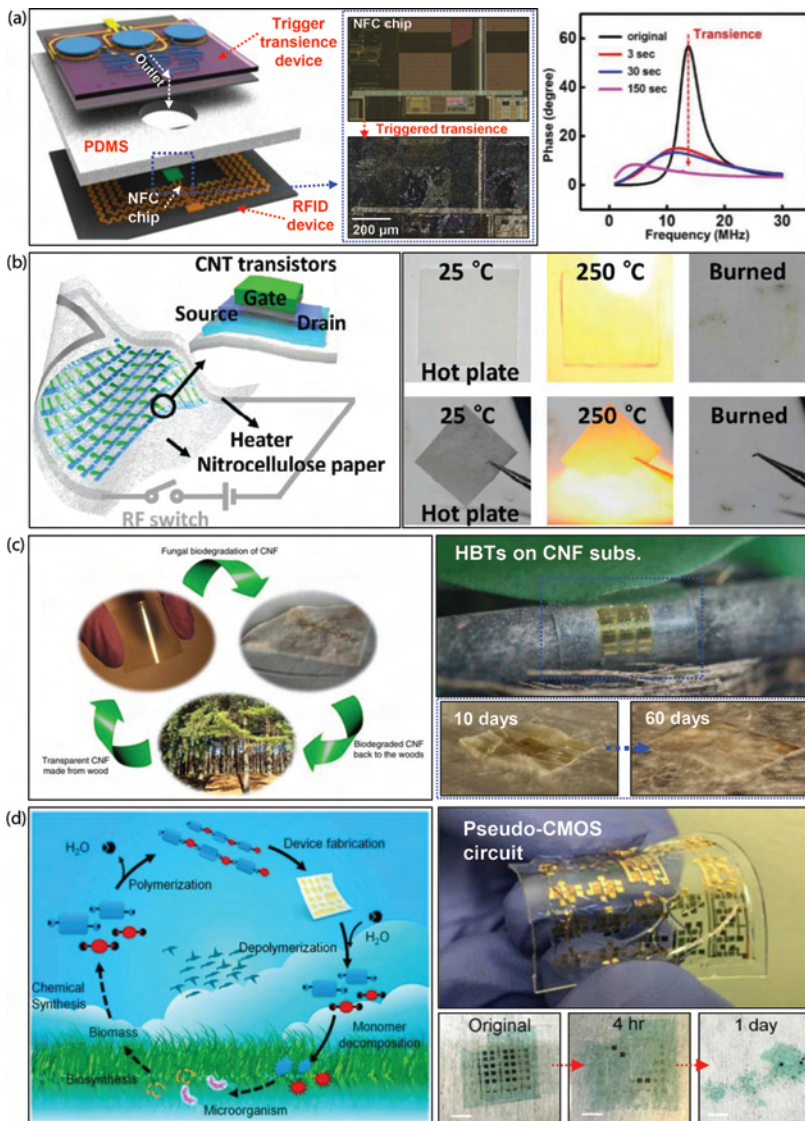 (a)
Trigger
transience
device
Outlet
PDMS
NFC
chip
RFID
device
NFC chip
Triggered transience
200 μm
Phase (degree)
60
40
20
0
original
3 sec
30 sec
150 sec
Transience
0 10 20 30
Frequency (MHz)
(b)
CNT transistors
Gate
Source
Drain
Heater
Nitrocellulose paper
RF switch
25 °C
250 °C
Burned
Hot plate
25 °C
250 °C
Burned
Hot plate
(c)
Fungal biodegradation of CNF
Transparent CNF
made from wood
Biodegraded CNF
back to the woods
HBTs on CNF subs.
10 days
60 days
(d)
H2O
Polymerization
Device fabrication
H2O
Depolymerization
Chemical
Synthesis
Biomass
Biosynthesis
Microorganism
Monomer
decomposition
Pseudo-CMOS
circuit
Original
4 hr
1 day